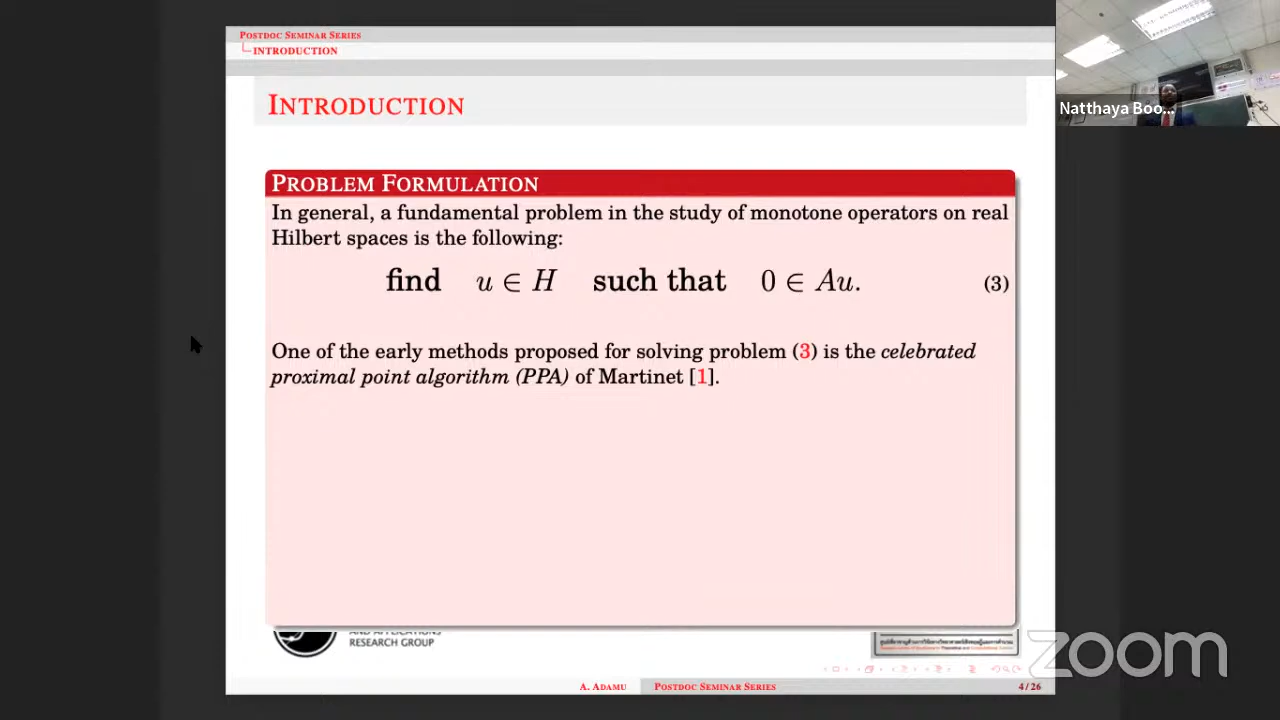 POSTDOC SEMINAR SERIES
INTRODUCTION
INTRODUCTION
Natthaya Boo...
PROBLEM FORMULATION
In general, a fundamental problem in the study of monotone operators on real
Hilbert spaces is the following:
find u ∈ H such that 0 ∈ Au. (3)
One of the early methods proposed for solving problem (3) is the celebrated
proximal point algorithm (PPA) of Martinet [1].
AND APPLICATIONS
RESEARCH GROUP
zoom
A. ADAMU POSTDOC SEMINAR SERIES 4/26